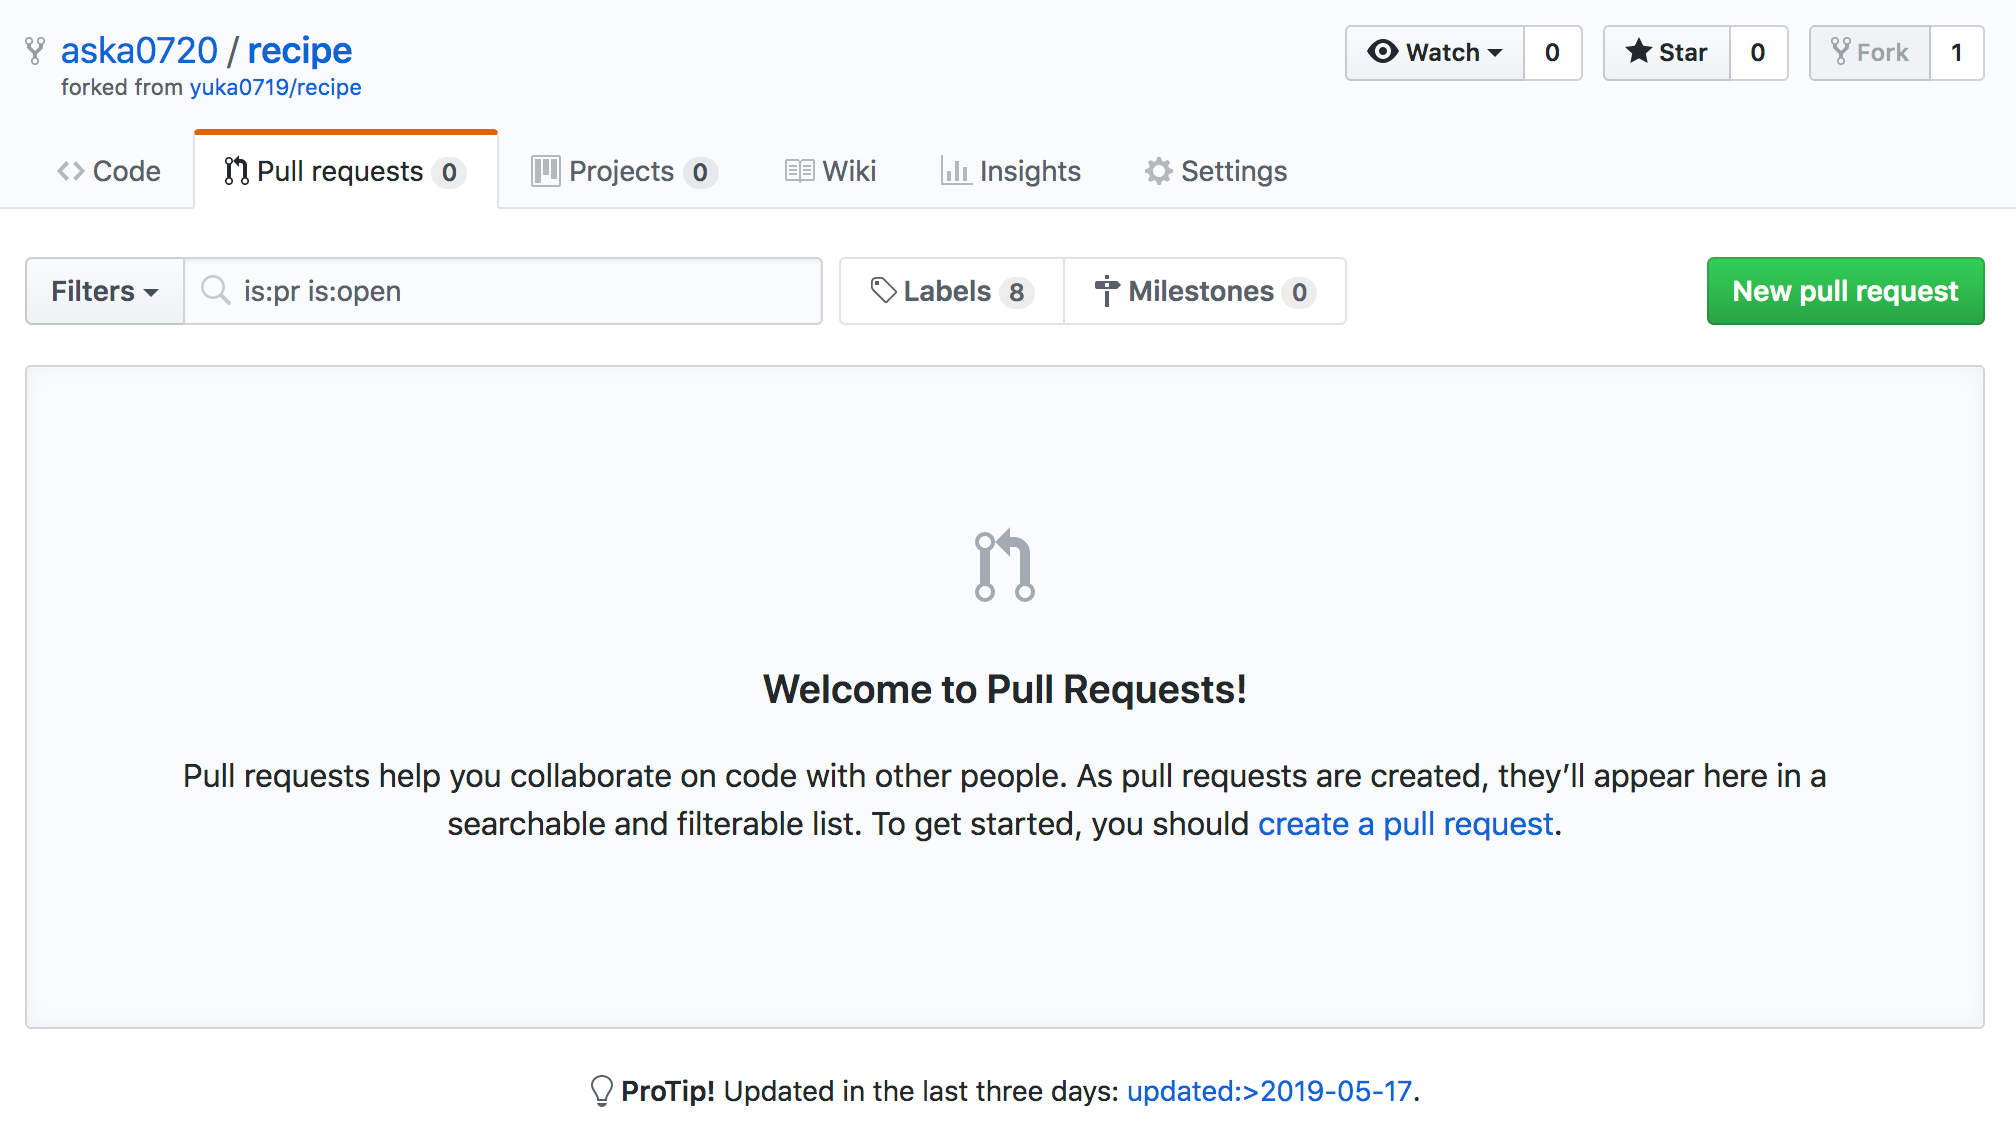 aska0720 / recipe
forked from yuka0719/recipe
Watch 0 Star 0 Fork 1
Code Pull requests 0 Projects 0 Wiki Insights Settings
Filters is:pr is:open Labels 8 Milestones 0 New pull request
Welcome to Pull Requests!
Pull requests help you collaborate on code with other people. As pull requests are created, they’ll appear here in a
searchable and filterable list. To get started, you should create a pull request.
ProTip! Updated in the last three days: updated:>2019-05-17.